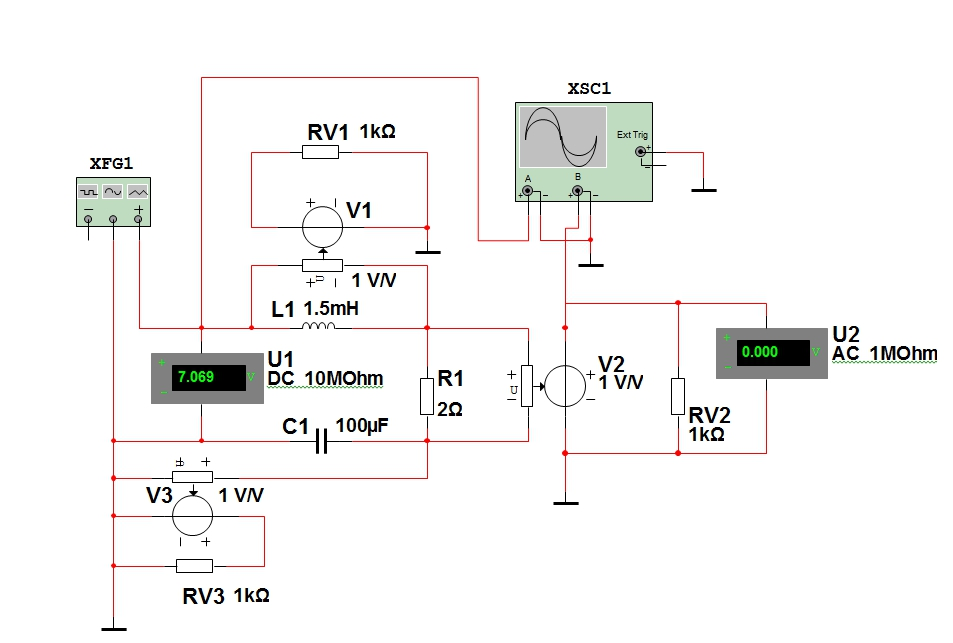 XSC1
RV1 1kΩ
Ext Trig
XFG1
A
B
V1
1 V/V
L1 1.5mH
U1
7.069 V
DC 10MOhm
U2
0.000 V
AC 1MOhm
V2
1 V/V
U
R1
2Ω
C1 100µF
RV2
1kΩ
V3 1 V/V
RV3 1kΩ